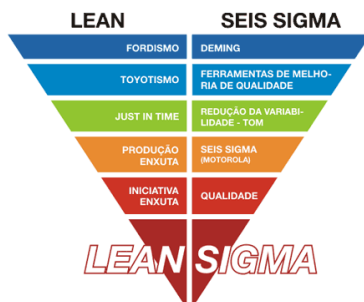 LEAN
SEIS SIGMA
FORDISMO
DEMING
TOYOTISMO
FERRAMENTAS DE MELHO-
RIA DE QUALIDADE
JUST IN TIME
REDUÇÃO DA VARIABI-
LIDADE - TOM
PRODUÇÃO
ENXUTA
SEIS SIGMA
(MOTOROLA)
INICIATIVA
ENXUTA
QUALIDADE
LEAN SIGMA